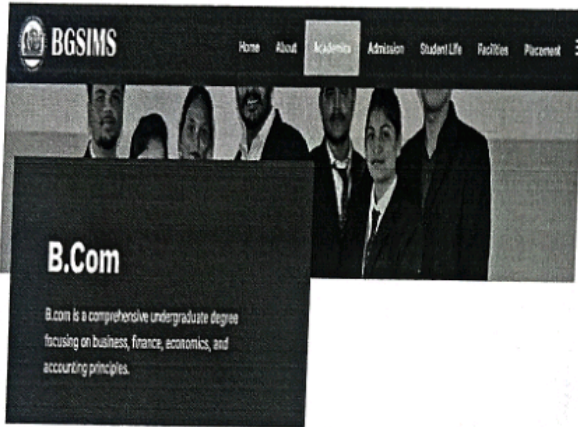 BGSIMS
Home About Academics Admission Student Life Facilities Placement
B.Com
B.com is a comprehensive undergraduate degree
focusing on business, finance, economics, and
accounting principles.